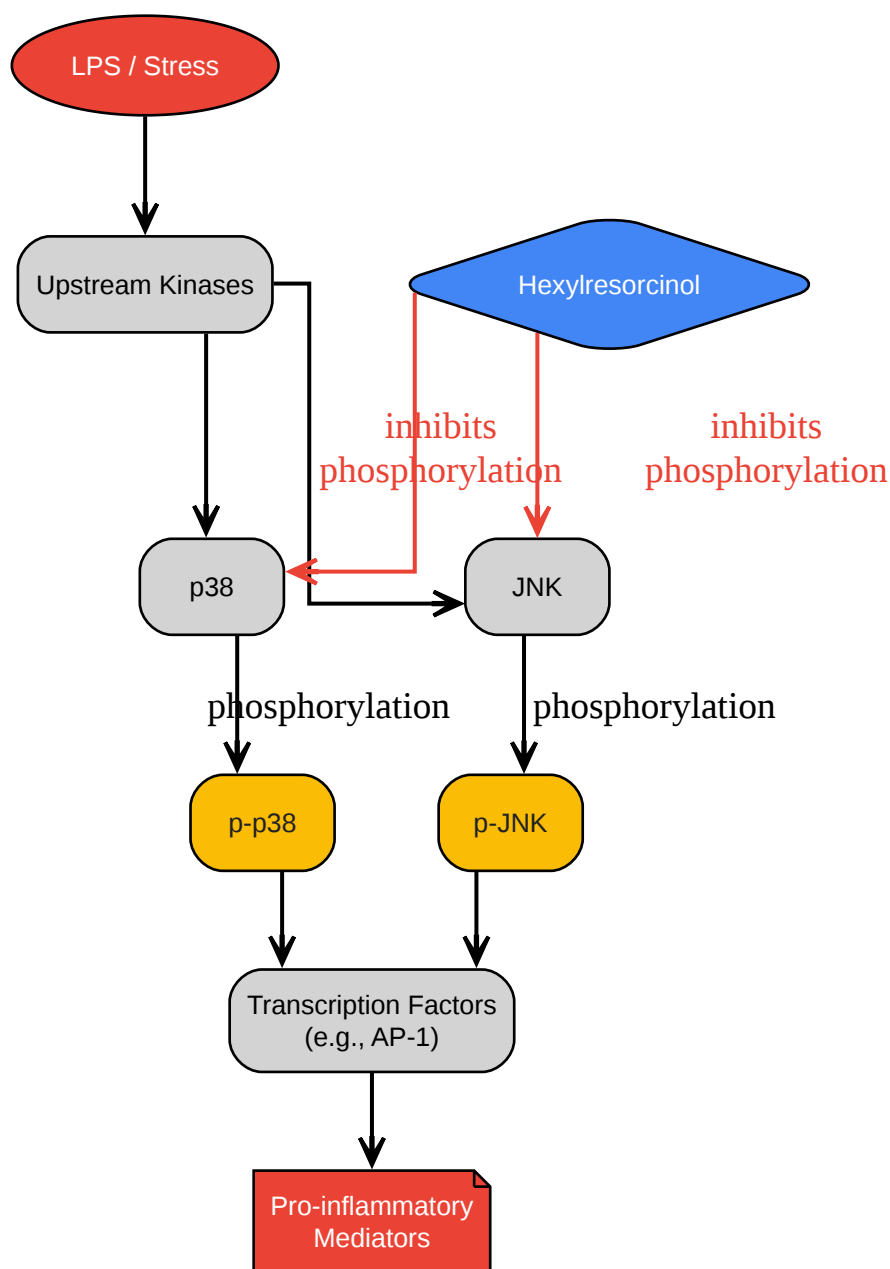 LPS / Stress
Upstream Kinases
Hexylresorcinol
inhibits
phosphorylation
inhibits
phosphorylation
p38
JNK
phosphorylation
phosphorylation
p-p38
p-JNK
Transcription Factors
(e.g., AP-1)
Pro-inflammatory
Mediators